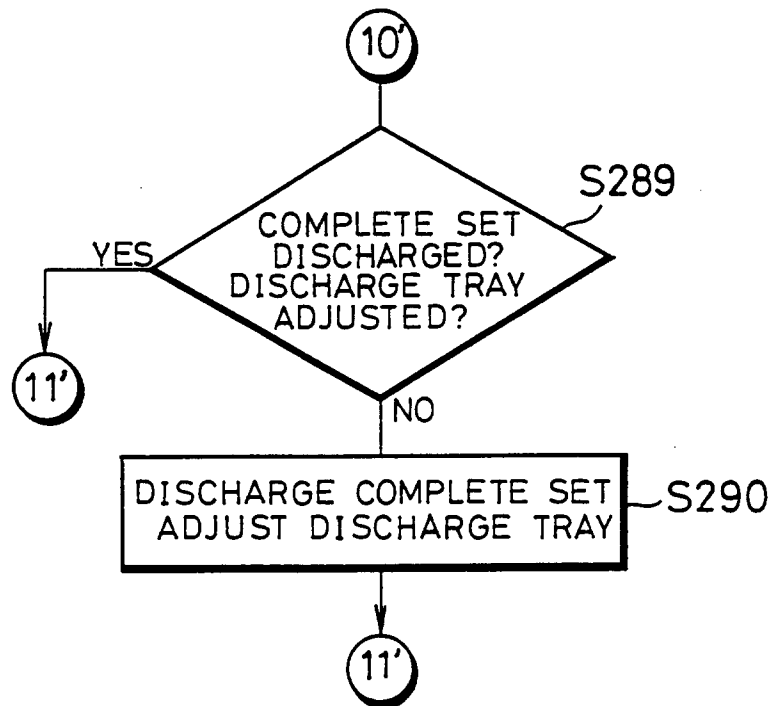 10'
S289
COMPLETE SET
DISCHARGED?
DISCHARGE TRAY
ADJUSTED?
YES
11'
NO
DISCHARGE COMPLETE SET
ADJUST DISCHARGE TRAY
S290
11'